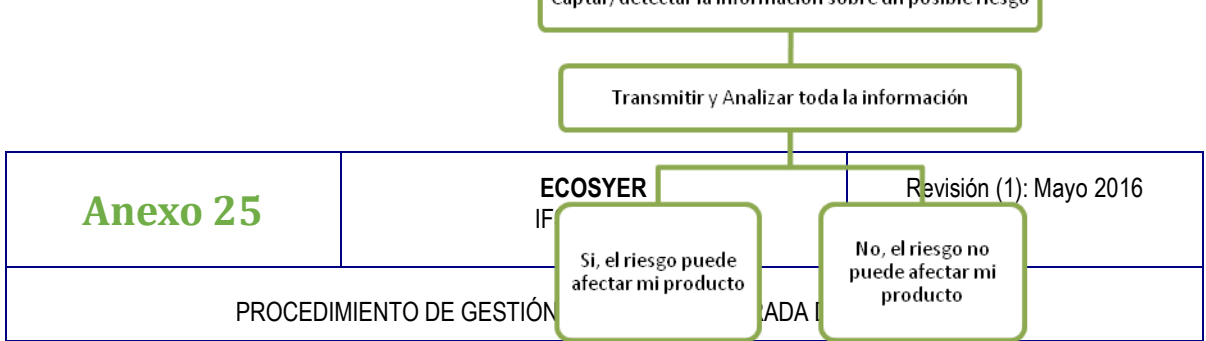 Captar/detectar la información sobre un posible riesgo
Transmitir y Analizar toda la información
Anexo 25
ECOSYER
IF
Revisión (1): Mayo 2016
Si, el riesgo puede
afectar mi producto
No, el riesgo no
puede afectar mi
producto
PROCEDIMIENTO DE GESTIÓN